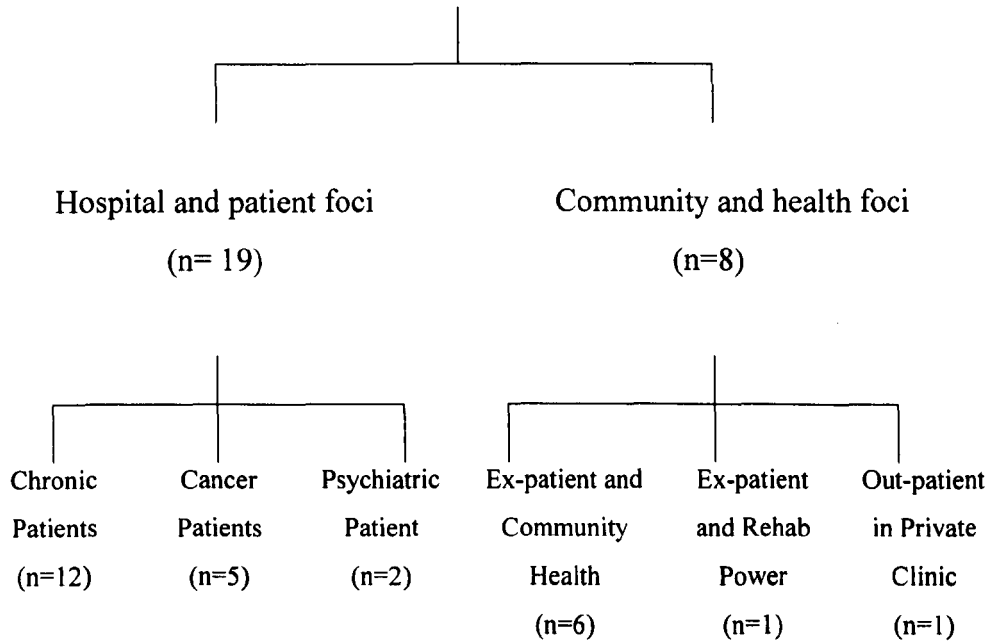 Hospital and patient foci
(n= 19)
Community and health foci
(n=8)
Chronic
Patients
(n=12)
Cancer
Patients
(n=5)
Psychiatric
Patient
(n=2)
Ex-patient and
Community
Health
(n=6)
Ex-patient
and Rehab
Power
(n=1)
Out-patient
in Private
Clinic
(n=1)